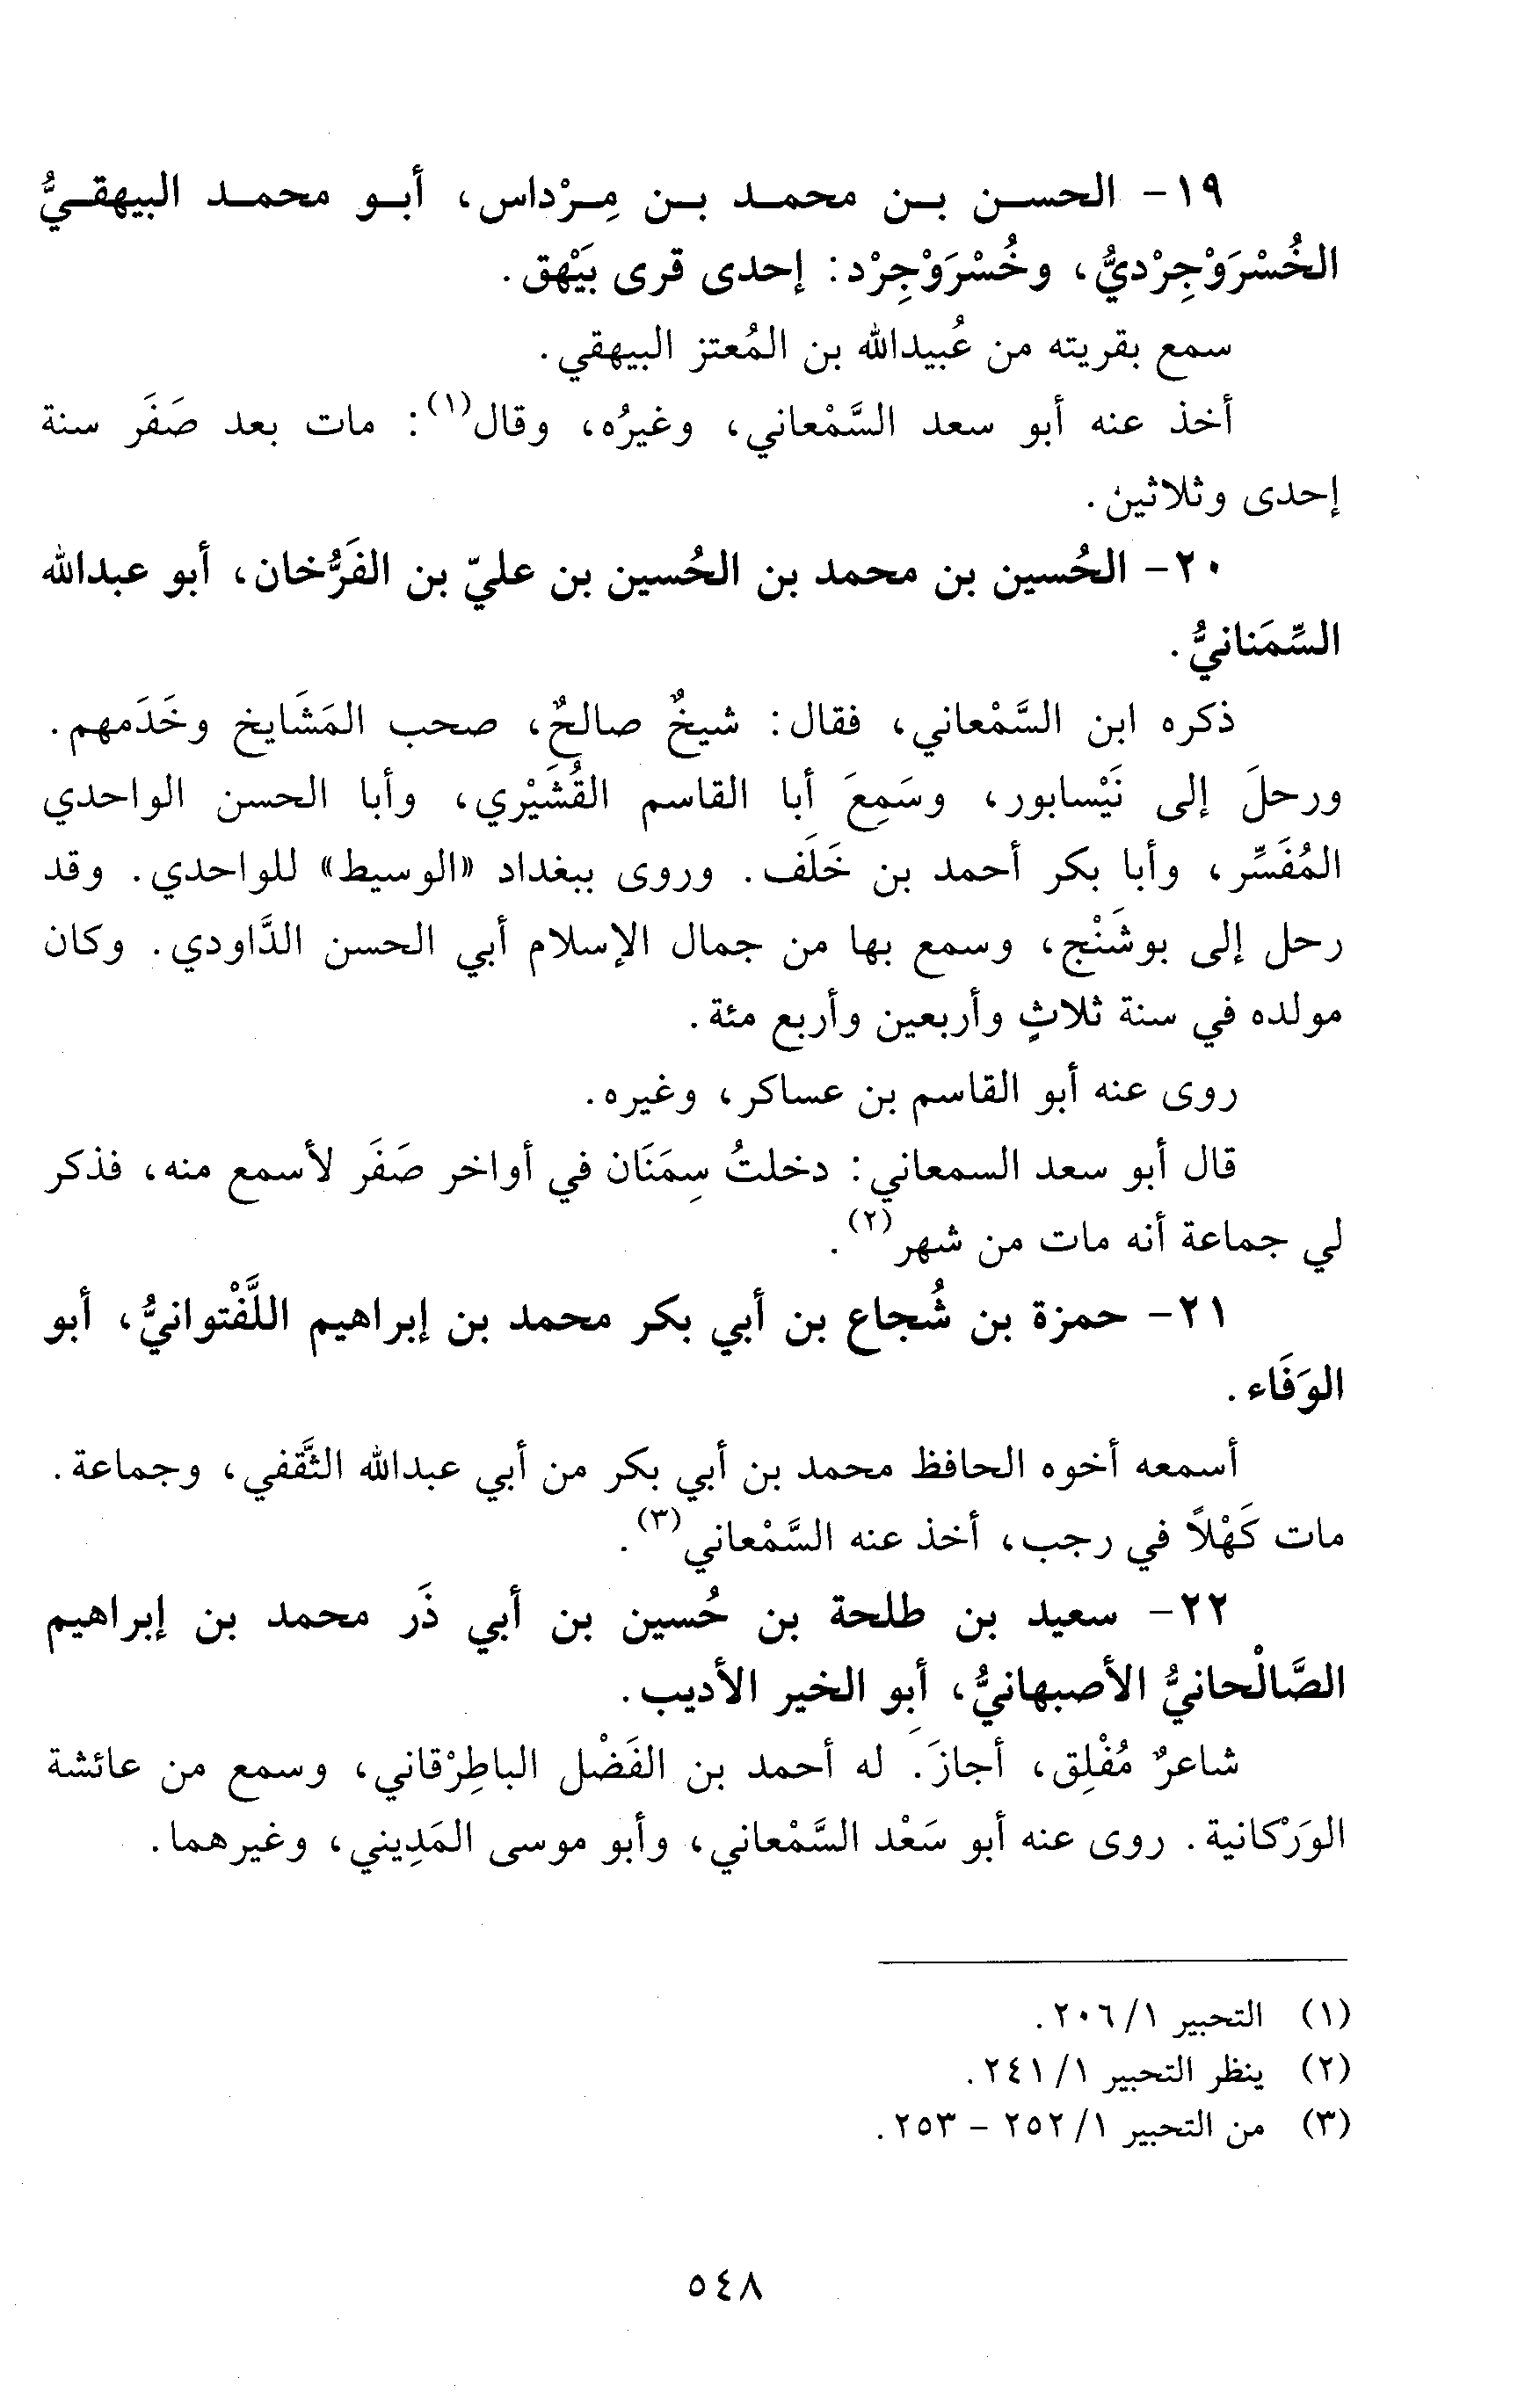 ١٩- الحسن بن محمد بن مِرْداس، أبو محمد البيهقيُّ
الخُسْرَوْجِرْديُّ، وخُسْرَوْجِرْد: إحدى قرى بَيْهق.
سمع بقريته من عُبيدالله بن المُعتز البيهقي.
أخذ عنه أبو سعد السَّمْعاني، وغيرُه، وقال(١): مات بعد صَفَر سنة
إحدى وثلاثين.
٢٠- الحُسين بن محمد بن الحُسين بن عليّ بن الفَرُّخان، أبو عبدالله
السِّمَنانيُّ.
ذكره ابن السَّمْعاني، فقال: شيخٌ صالحٌ، صحب المَشَايخ وخَدَمهم.
ورحلَ إلى نَيْسابور، وسَمِعَ أبا القاسم القُشَيْري، وأبا الحسن الواحدي
المُفَسِّر، وأبا بكر أحمد بن خَلَف. وروى ببغداد «الوسيط» للواحدي. وقد
رحل إلى بوشَنْج، وسمع بها من جمال الإسلام أبي الحسن الدَّاودي. وكان
مولده في سنة ثلاثٍ وأربعين وأربع مئة.
روى عنه أبو القاسم بن عساكر، وغيره.
قال أبو سعد السمعاني: دخلتُ سِمَنَان في أواخر صَفَر لأسمع منه، فذكر
لي جماعة أنه مات من شهر(٢).
٢١- حمزة بن شُجاع بن أبي بكر محمد بن إبراهيم اللَّفْتوانيُّ، أبو
الوَفَاء.
أسمعه أخوه الحافظ محمد بن أبي بكر من أبي عبدالله الثَّقفي، وجماعة.
مات كَهْلاً في رجب، أخذ عنه السَّمْعاني(٣).
٢٢- سعيد بن طلحة بن حُسين بن أبي ذَر محمد بن إبراهيم
الصَّالْحانيُّ الأصبهانيُّ، أبو الخير الأديب.
شاعرٌ مُفْلِق، أجازَ. له أحمد بن الفَضْل الباطِرْقاني، وسمع من عائشة
الوَرْكانية. روى عنه أبو سَعْد السَّمْعاني، وأبو موسى المَدِيني، وغيرهما.
(١) التحبير ١/ ٢٠٦.
(٢) ينظر التحبير ١/ ٢٤١.
(٣) من التحبير ١/ ٢٥٢ - ٢٥٣.
٥٤٨